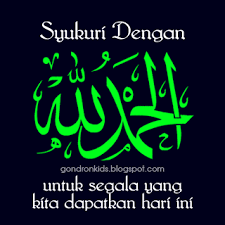 Syukuri Dengan
الحمد لله
gondronkids.blogspot.com
untuk segala yang
kita dapatkan hari ini